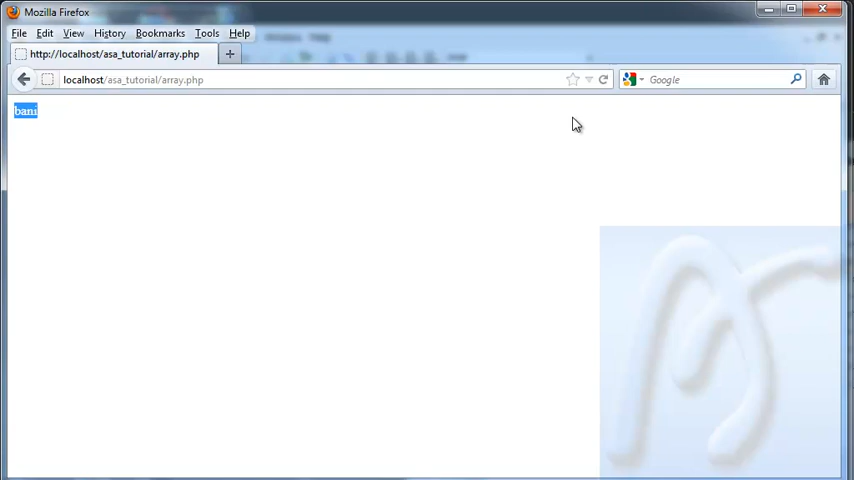 Mozilla Firefox
File Edit View History Bookmarks Tools Help
http://localhost/asa_tutorial/array.php
localhost/asa_tutorial/array.php
Google
bani